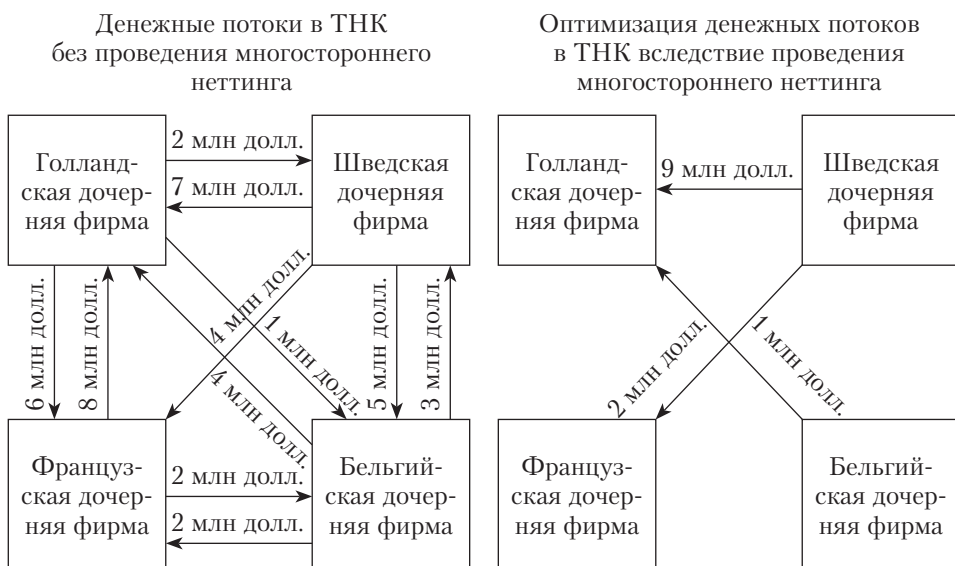 Денежные потоки в ТНК
без проведения многостороннего
неттинга
Голланд-
ская дочер-
няя фирма
2 млн долл.
7 млн долл.
Шведская
дочерняя
фирма
6 млн долл.
8 млн долл.
4 млн долл.
1 млн долл.
4 млн долл.
5 млн долл.
3 млн долл.
Француз-
ская дочер-
няя фирма
2 млн долл.
2 млн долл.
Бельгий-
ская дочер-
няя фирма
Оптимизация денежных потоков
в ТНК вследствие проведения
многостороннего неттинга
Голланд-
ская дочер-
няя фирма
9 млн долл.
Шведская
дочерняя
фирма
2 млн долл.
1 млн долл.
Француз-
ская дочер-
няя фирма
Бельгий-
ская дочер-
няя фирма